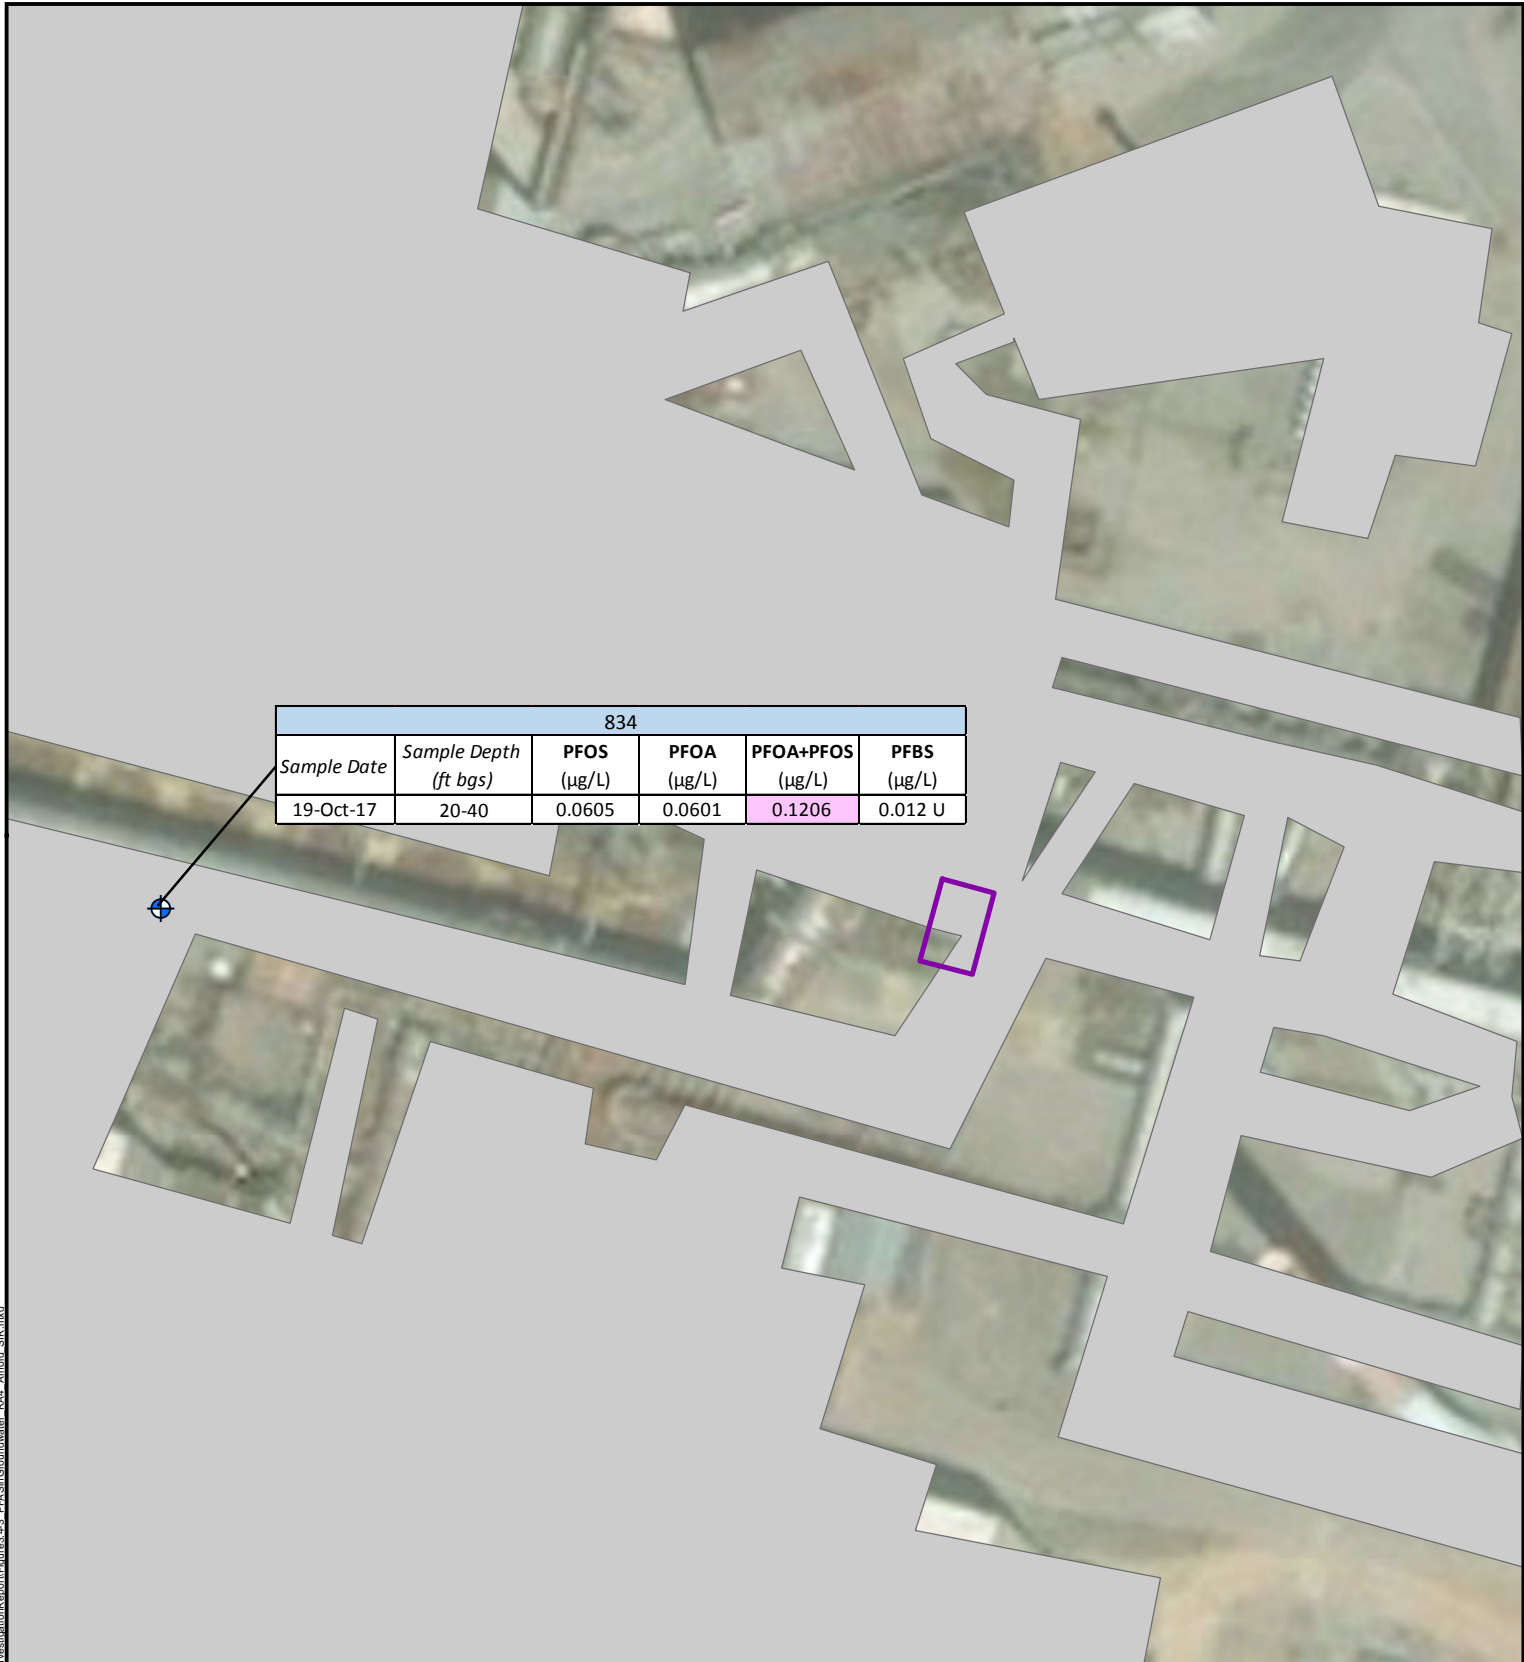 834
Sample Date Sample Depth (ft bgs) PFOS (µg/L) PFOA (µg/L) PFOA+PFOS (µg/L) PFBS (µg/L)
19-Oct-17 20-40 0.0605 0.0601 0.1206 0.012 U